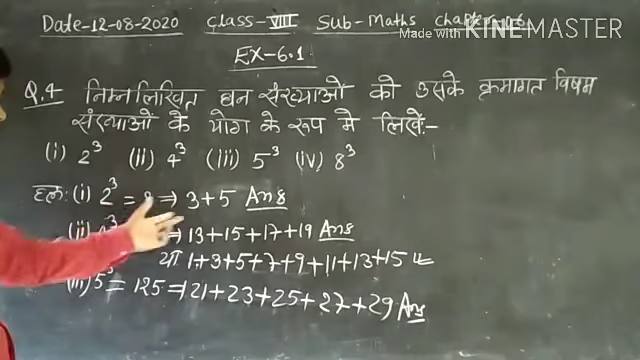 Date-12-08-2020 Class-VIII Sub-Maths Chapter-06
Made with KINEMASTER
EX-6.1
Q.4 निम्नलिखित घन संख्याओं को उसके क्रमागत विषम
संख्याओं के योग के रूप में लिखें:-
(i) 2³ (ii) 4³ (iii) 5³ (iv) 8³
हल: (i) 2³ = 8 ⇒ 3+5 Ans
(ii) ⇒ 13+15+17+19 Ans
या 1+3+5+7+9+11+13+15
(iii) 5³ = 125 ⇒ 21+23+25+27+29 Ans